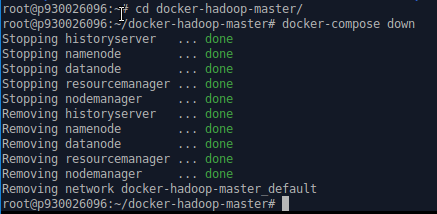 root@p930026096:~# cd docker-hadoop-master/
root@p930026096:~/docker-hadoop-master# docker-compose down
Stopping historyserver   ... done
Stopping namenode        ... done
Stopping datanode        ... done
Stopping resourcemanager ... done
Stopping nodemanager     ... done
Removing historyserver   ... done
Removing namenode        ... done
Removing datanode        ... done
Removing resourcemanager ... done
Removing nodemanager     ... done
Removing network docker-hadoop-master_default
root@p930026096:~/docker-hadoop-master#